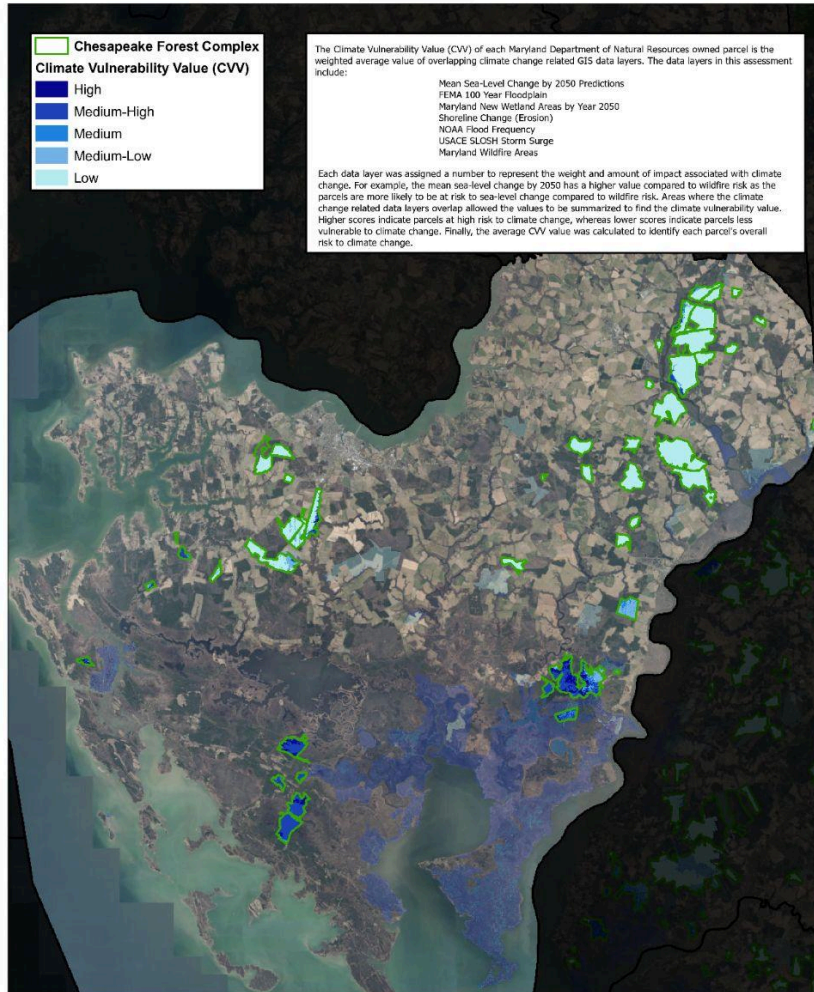 Chesapeake Forest Complex
Climate Vulnerability Value (CVV)
High
Medium-High
Medium
Medium-Low
Low
The Climate Vulnerability Value (CVV) of each Maryland Department of Natural Resources owned parcel is the
weighted average value of overlapping climate change related GIS data layers. The data layers in this assessment
include:
Mean Sea-Level Change by 2050 Predictions
FEMA 100 Year Floodplain
Maryland New Wetland Areas by Year 2050
Shoreline Change (Erosion)
NOAA Flood Frequency
USACE SLOSH Storm Surge
Maryland Wildfire Areas
Each data layer was assigned a number to represent the weight and amount of impact associated with climate
change. For example, the mean sea-level change by 2050 has a higher value compared to wildfire risk as the
parcels are more likely to be at risk to sea-level change compared to wildfire risk. Areas where the climate
change related data layers overlap allowed the values to be summarized to find the climate vulnerability value.
Higher scores indicate parcels at high risk to climate change, whereas lower scores indicate parcels less
vulnerable to climate change. Finally, the average CVV value was calculated to identify each parcel's overall
risk to climate change.